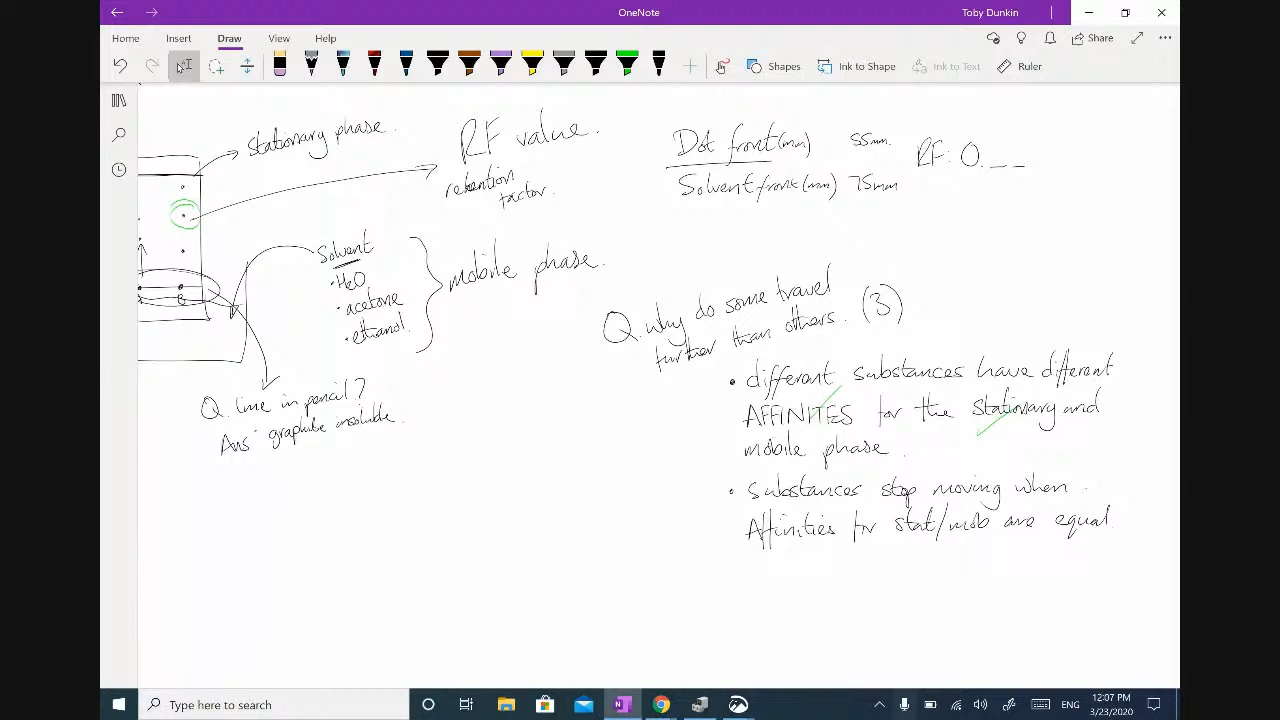 OneNote
Toby Dunkin
Home
Insert
Draw
View
Help
Share
Shapes
Ink to Shape
Ink to Text
Ruler
Stationary phase.
RF value.
retention
factor.
Dot front(mm) 55mm.
Solvent front(mm) 75mm
RF: 0. _ _
Solvent
• H2O
• acetone
• ethanol.
mobile phase.
Q. why do some travel
further than others. (3)
• different substances have different
AFFINITES for the stationary and
mobile phase.
• substances stop moving when
Affinities for stat/mob are equal
Q. line in pencil?
Ans - graphite insoluble.
Type here to search
ENG
12:07 PM
3/23/2020